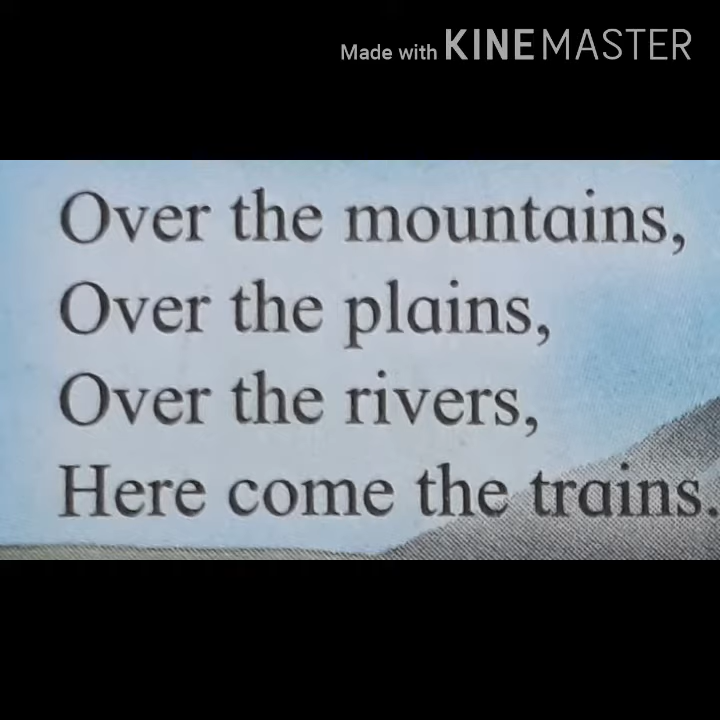 Made with KINEMASTER
Over the mountains,
Over the plains,
Over the rivers,
Here come the trains.